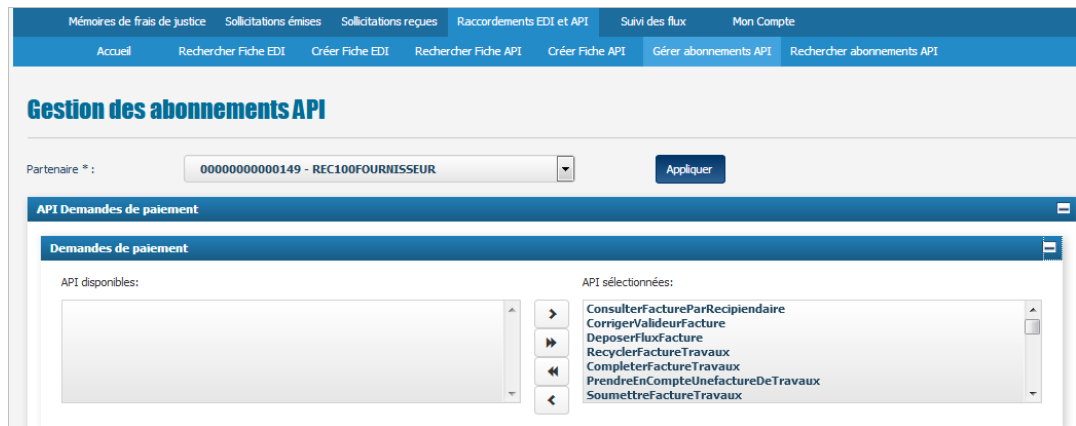 Mémoires de frais de justice Sollicitations émises Sollicitations reçues Raccordements EDI et API Suivi des flux Mon Compte
Accueil Rechercher Fiche EDI Créer Fiche EDI Rechercher Fiche API Créer Fiche API Gérer abonnements API Rechercher abonnements API
Gestion des abonnements API
Partenaire * : 00000000000149 - REC100FOURNISSEUR Appliquer
API Demandes de paiement
Demandes de paiement
API disponibles: API sélectionnées:
ConsulterFactureParRecipiendaire
CorrigerValideurFacture
DeposerFluxFacture
RecyclerFactureTravaux
CompleterFactureTravaux
PrendreEnCompteUnefactureDeTravaux
SoumettreFactureTravaux